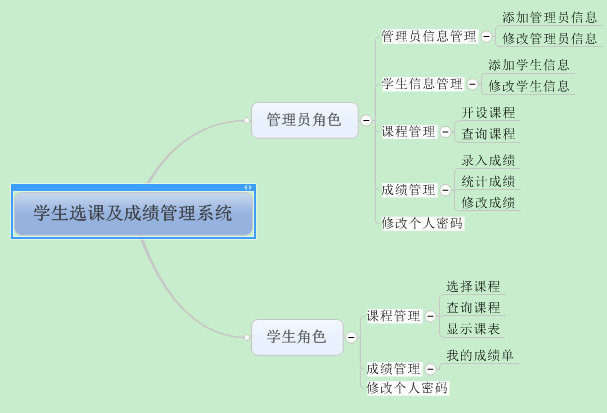 学生选课及成绩管理系统
管理员角色
管理员信息管理
添加管理员信息
修改管理员信息
学生信息管理
添加学生信息
修改学生信息
课程管理
开设课程
查询课程
成绩管理
录入成绩
统计成绩
修改成绩
修改个人密码
学生角色
课程管理
选择课程
查询课程
显示课表
成绩管理
我的成绩单
修改个人密码